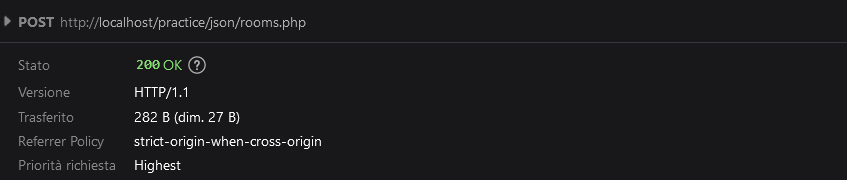 POST http://localhost/practice/json/rooms.php
Stato 200 OK ?
Versione HTTP/1.1
Trasferito 282 B (dim. 27 B)
Referrer Policy strict-origin-when-cross-origin
Priorità richiesta Highest